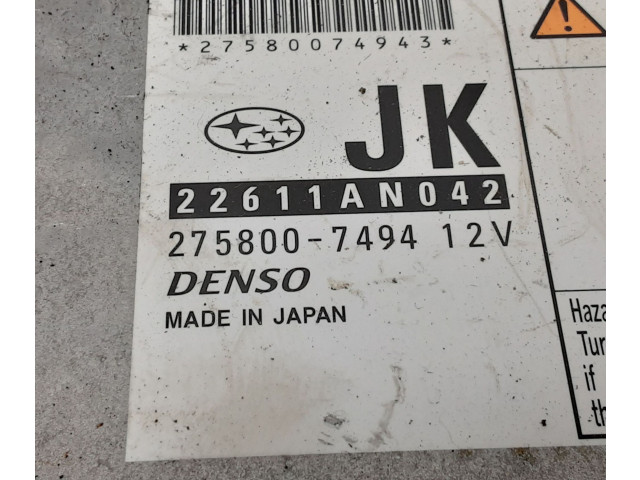 *27580074943*
JK
22611AN042
275800-7494 12V
DENSO
MADE IN JAPAN
Haza
Tur
if
th